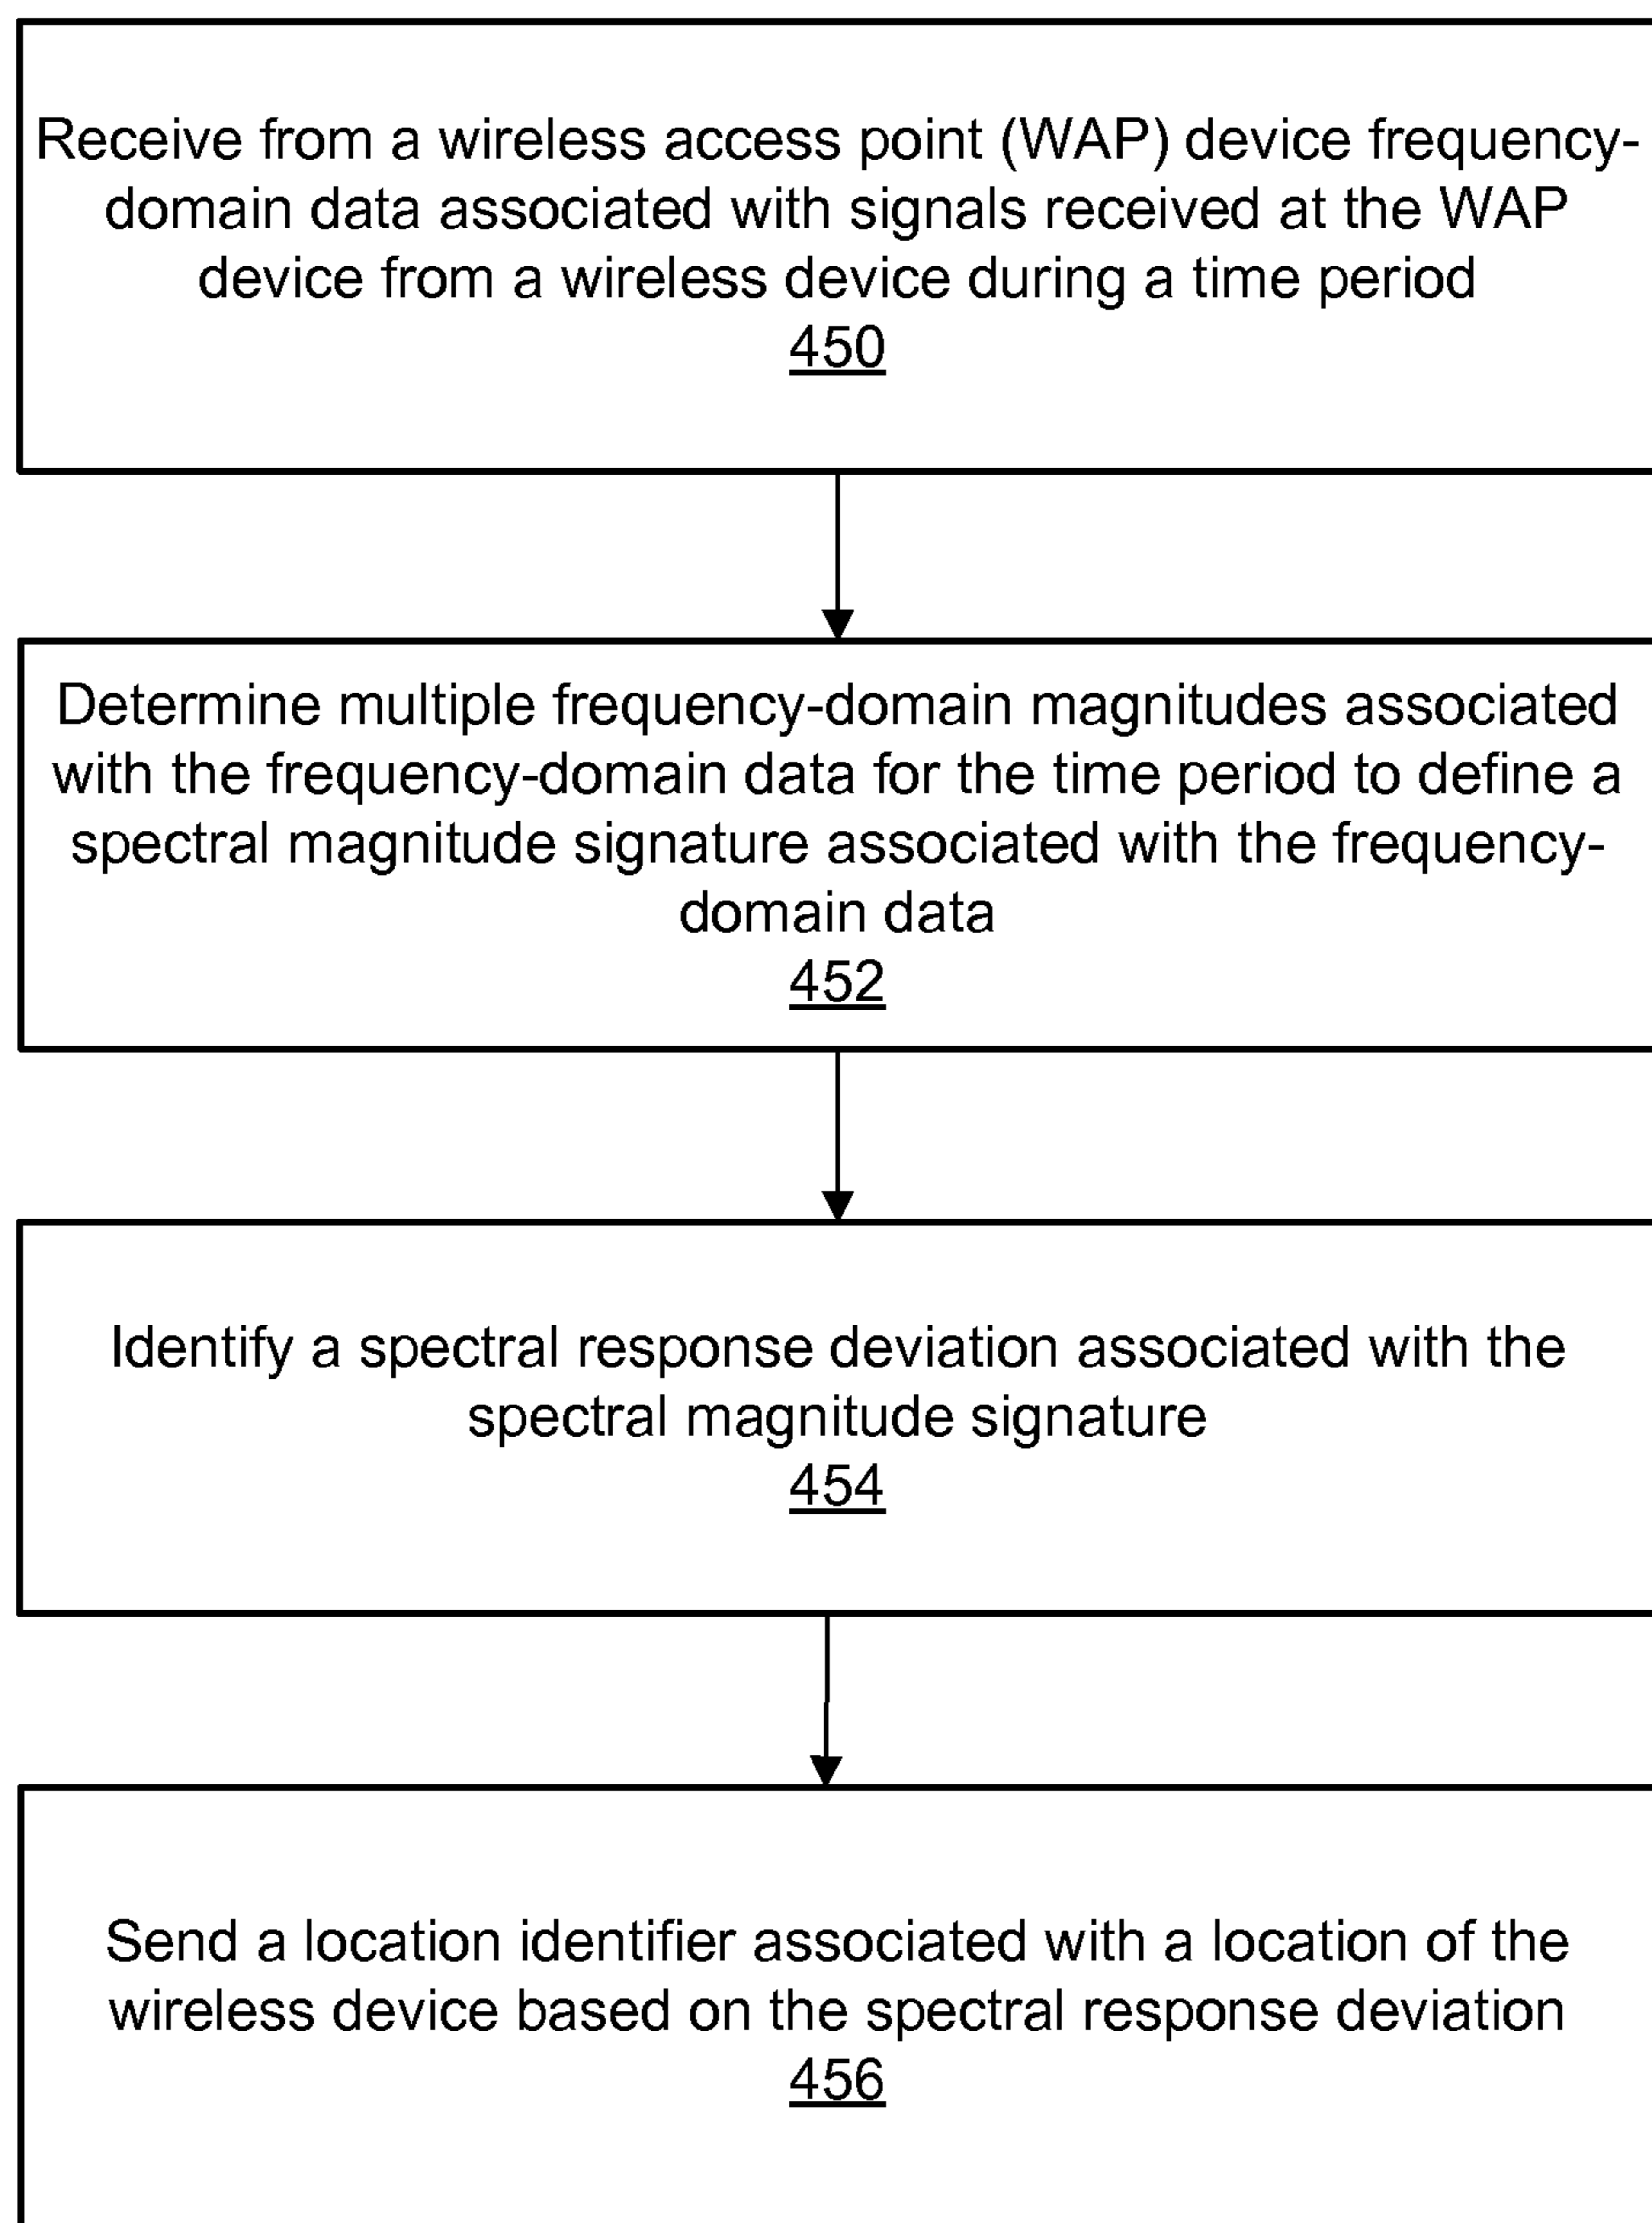 Receive from a wireless access point (WAP) device frequency-
domain data associated with signals received at the WAP
device from a wireless device during a time period
450
Determine multiple frequency-domain magnitudes associated
with the frequency-domain data for the time period to define a
spectral magnitude signature associated with the frequency-
domain data
452
Identify a spectral response deviation associated with the
spectral magnitude signature
454
Send a location identifier associated with a location of the
wireless device based on the spectral response deviation
456